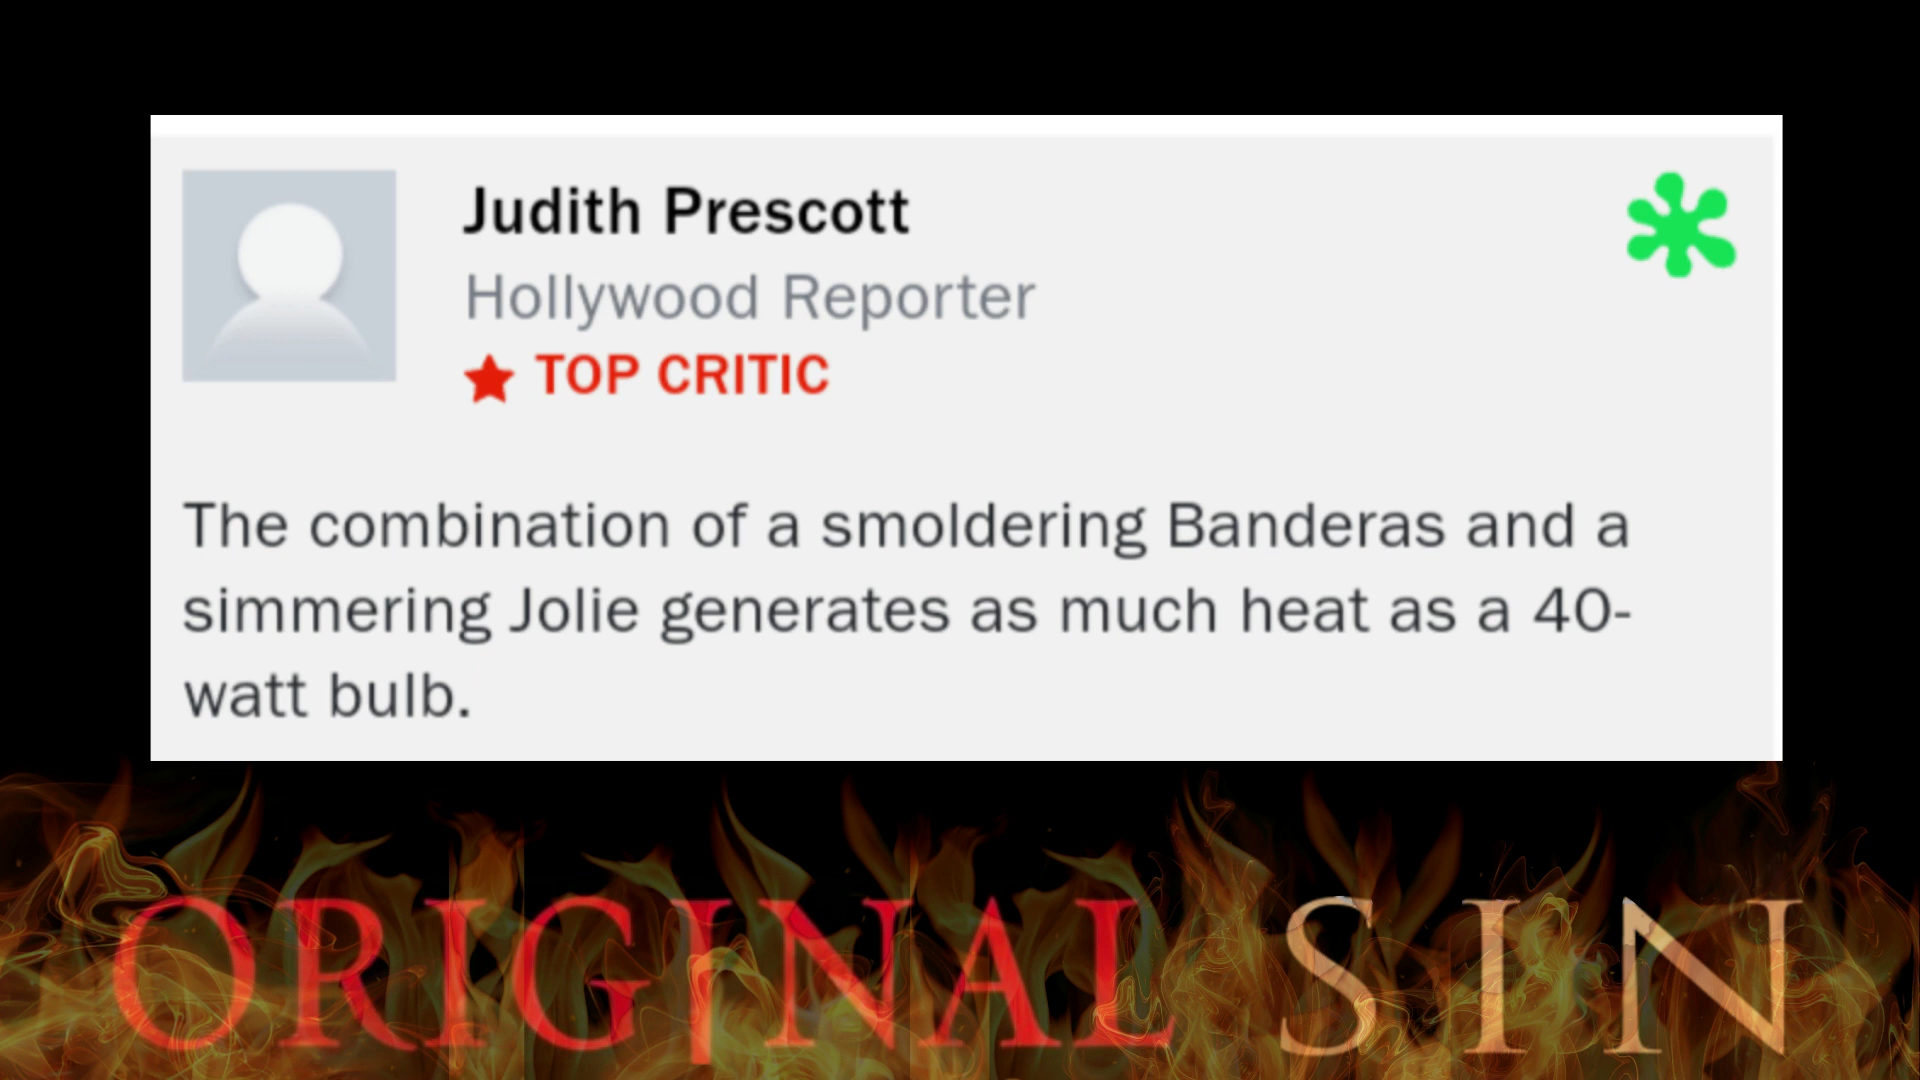 Judith Prescott
Hollywood Reporter
TOP CRITIC
The combination of a smoldering Banderas and a
simmering Jolie generates as much heat as a 40-
watt bulb.
ORIGINAL SIN